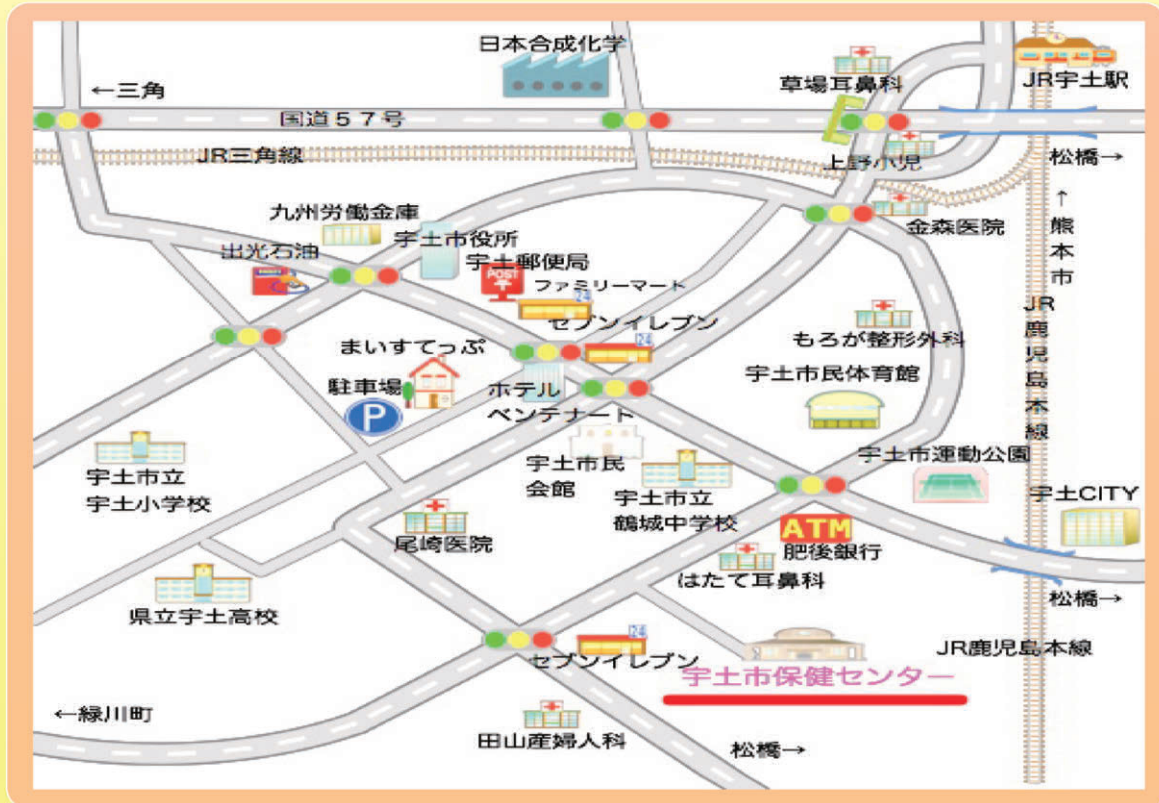 日本合成化学
草場耳鼻科
JR宇土駅
←三角
国道57号
JR三角線
上野小児
松橋→
九州労働金庫
金森医院
↑熊本市
出光石油
宇土市役所
宇土郵便局
POST
ファミリーマート
24
セブンイレブン
24
もろが整形外科
JR鹿児島本線
まいすてっぷ
宇土市民体育館
駐車場
P
ホテル
ベンテナート
宇土市立
宇土小学校
宇土市民
会館
宇土市立
鶴城中学校
宇土市運動公園
宇土CITY
ATM
肥後銀行
尾崎医院
はたて耳鼻科
県立宇土高校
松橋→
24
セブンイレブン
JR鹿児島本線
宇土市保健センター
←緑川町
田山産婦人科
松橋→